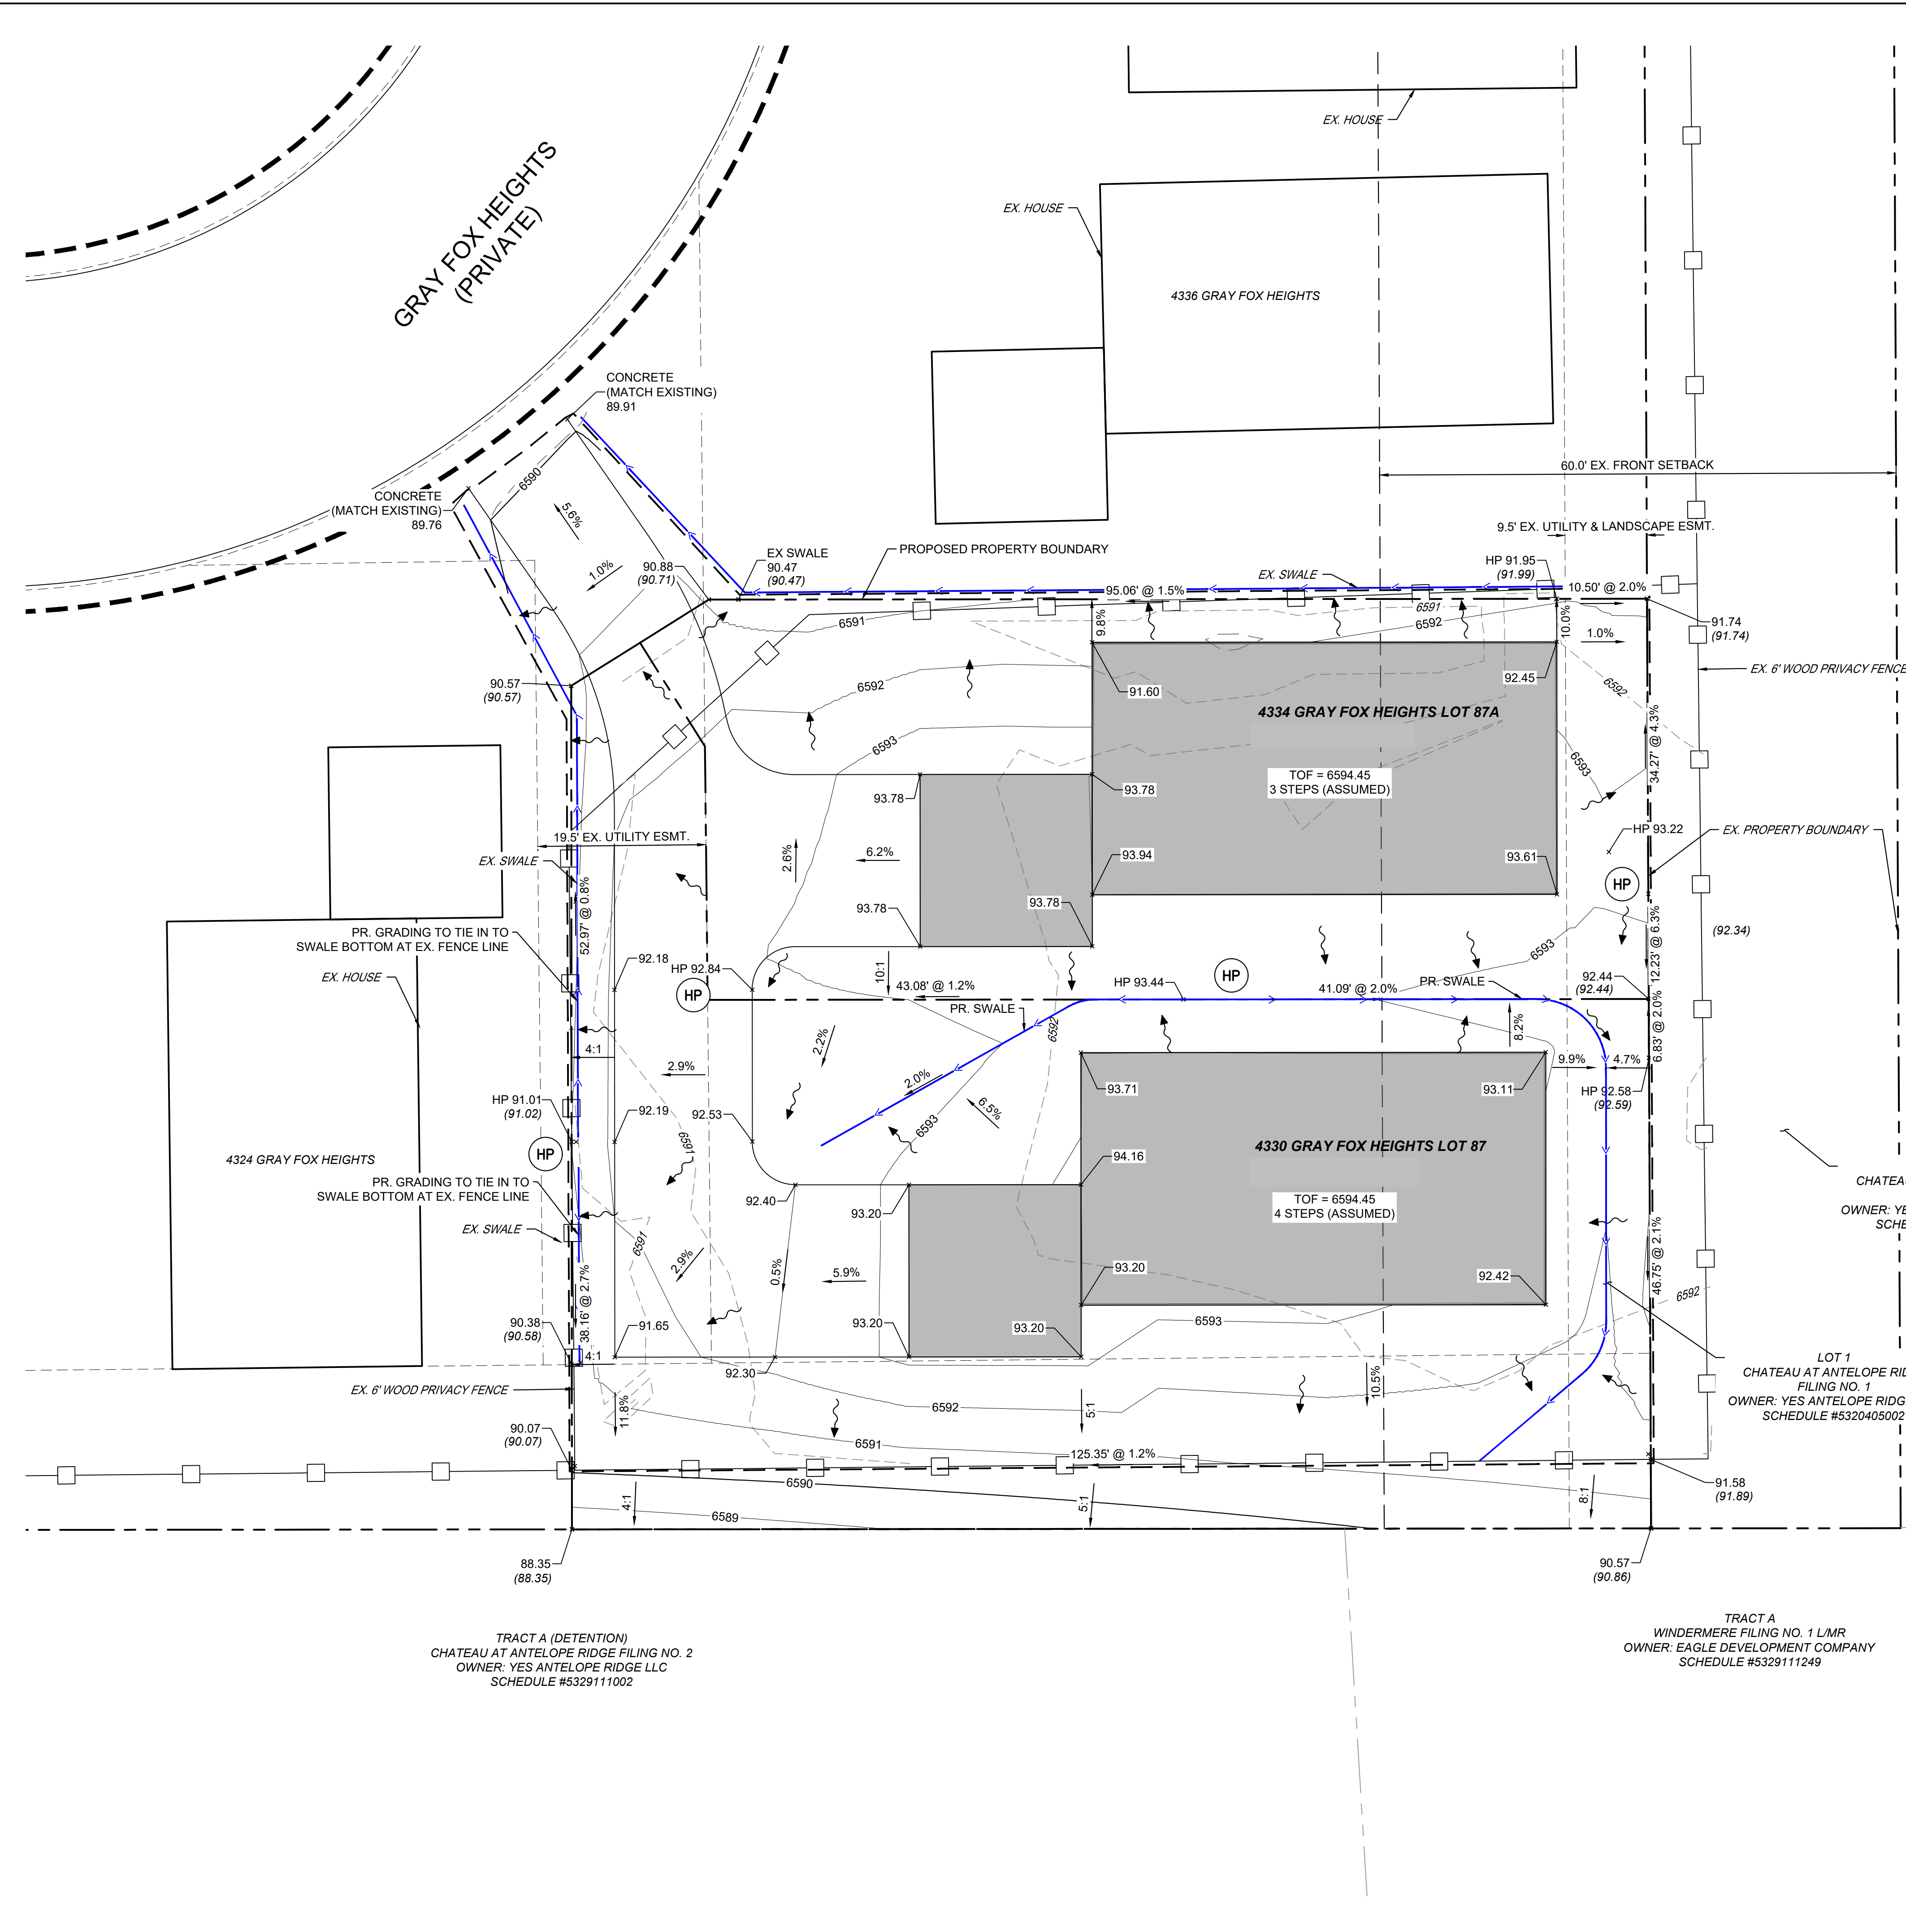 EX. HOUSE
GRAY FOX HEIGHTS
(PRIVATE)
EX. HOUSE
4336 GRAY FOX HEIGHTS
CONCRETE
(MATCH EXISTING)
89.91
60.0' EX. FRONT SETBACK
6590
CONCRETE
(MATCH EXISTING)
89.76
5.6%
9.5' EX. UTILITY & LANDSCAPE ESMT.
1.0%
90.88
(90.71)
EX SWALE
90.47
(90.47)
PROPOSED PROPERTY BOUNDARY
EX. SWALE
HP 91.95
(91.99)
95.06' @ 1.5%
10.50' @ 2.0%
6591
9.8%
6591
6592
10.0%
1.0%
91.74
(91.74)
EX. 6' WOOD PRIVACY FENCE
90.57
(90.57)
6592
91.60
92.45
6592
4334 GRAY FOX HEIGHTS LOT 87A
34.27' @ 4.3%
6593
6593
TOF = 6594.45
3 STEPS (ASSUMED)
93.78
93.78
19.5' EX. UTILITY ESMT.
HP 93.22
EX. PROPERTY BOUNDARY
EX. SWALE
2.6%
6.2%
93.94
93.61
HP
52.97' @ 0.8%
93.78
93.78
PR. GRADING TO TIE IN TO
SWALE BOTTOM AT EX. FENCE LINE
12.23' @ 6.3%
(92.34)
6593
92.18
HP 92.84
EX. HOUSE
10:1
HP
HP
43.08' @ 1.2%
HP 93.44
41.09' @ 2.0%
PR. SWALE
92.44
(92.44)
PR. SWALE
6592
8.2%
6.83' @ 2.0%
2.2%
4:1
2.9%
9.9%
4.7%
2.0%
93.71
93.11
HP 92.58
(92.59)
HP 91.01
(91.02)
92.19
92.53
6.5%
6593
HP
6591
4324 GRAY FOX HEIGHTS
4330 GRAY FOX HEIGHTS LOT 87
94.16
PR. GRADING TO TIE IN TO
SWALE BOTTOM AT EX. FENCE LINE
92.40
93.20
TOF = 6594.45
4 STEPS (ASSUMED)
CHATEAU
OWNER: YE
SCHE
EX. SWALE
6591
2.9%
0.5%
5.9%
93.20
92.42
46.75' @ 2.1%
6592
38.16' @ 2.7%
90.38
(90.58)
91.65
93.20
93.20
6593
4:1
92.30
LOT 1
CHATEAU AT ANTELOPE RID
FILING NO. 1
OWNER: YES ANTELOPE RIDG
SCHEDULE #5320405002
EX. 6' WOOD PRIVACY FENCE
11.8%
6592
5:1
10.5%
90.07
(90.07)
6591
125.35' @ 1.2%
6590
91.58
(91.89)
4:1
5:1
8:1
6589
88.35
(88.35)
90.57
(90.86)
TRACT A (DETENTION)
CHATEAU AT ANTELOPE RIDGE FILING NO. 2
OWNER: YES ANTELOPE RIDGE LLC
SCHEDULE #5329111002
TRACT A
WINDERMERE FILING NO. 1 L/MR
OWNER: EAGLE DEVELOPMENT COMPANY
SCHEDULE #5329111249